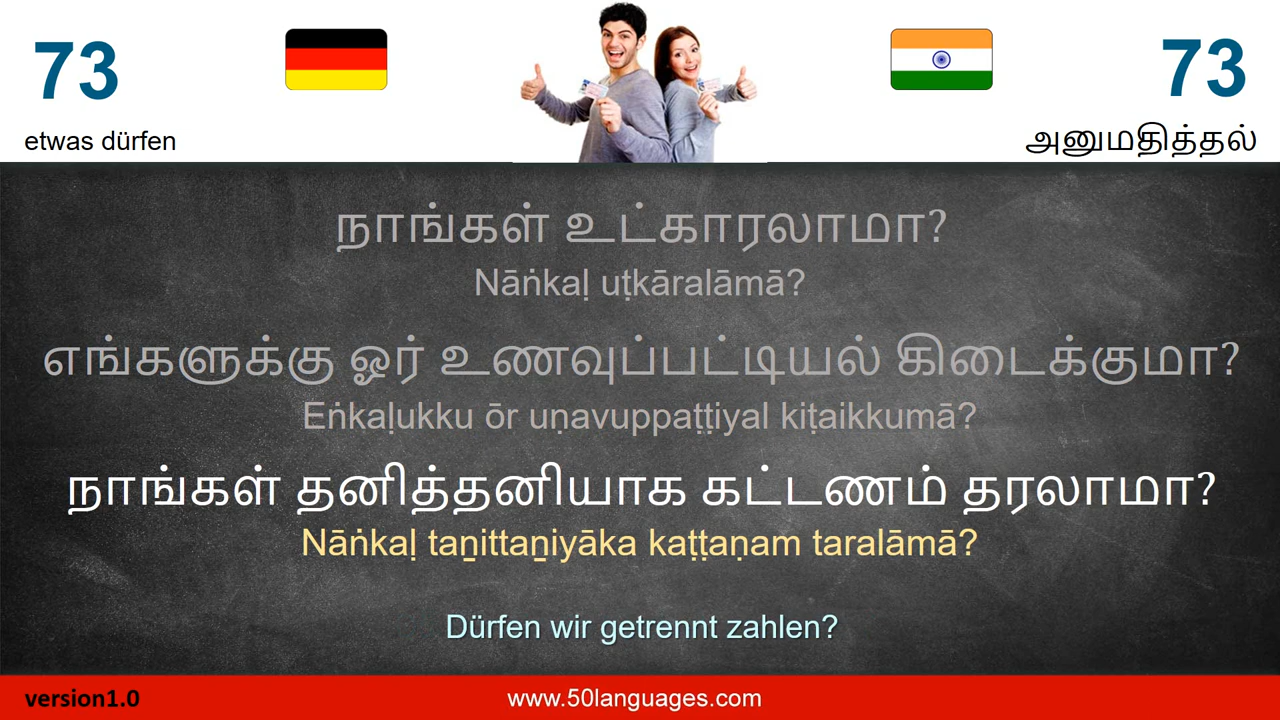 73
73
etwas dürfen
அனுமதித்தல்
நாங்கள் உட்காரலாமா?
Nāṅkaḷ uṭkāralāmā?
எங்களுக்கு ஓர் உணவுப்பட்டியல் கிடைக்குமா?
Eṅkaḷukku ōr uṇavuppaṭṭiyal kiṭaikkumā?
நாங்கள் தனித்தனியாக கட்டணம் தரலாமா?
Nāṅkaḷ taṉittaṉiyāka kaṭṭaṇam taralāmā?
Dürfen wir getrennt zahlen?
version1.0
www.50languages.com